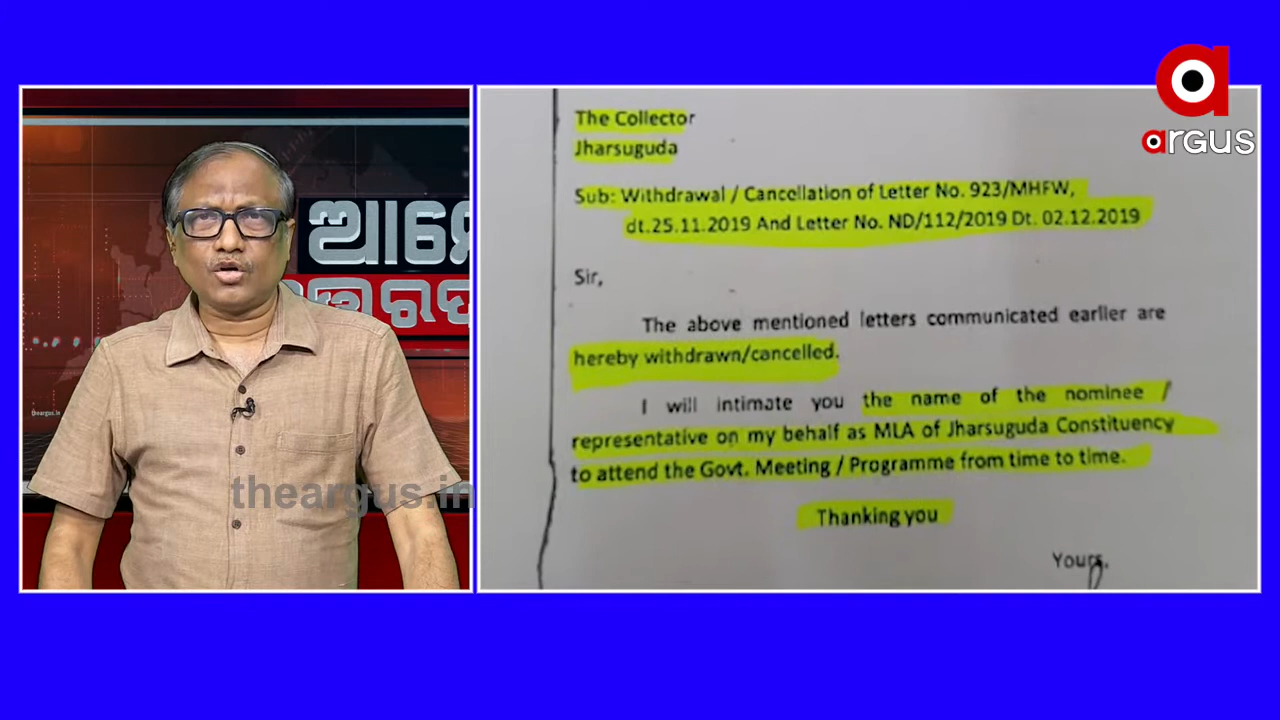 argus
ଆମେ
theargus.in
theargus.in
The Collector
Jharsuguda
Sub: Withdrawal / Cancellation of Letter No. 923/MHFW,
dt.25.11.2019 And Letter No. ND/112/2019 Dt. 02.12.2019
Sir,
The above mentioned letters communicated earlier are
hereby withdrawn/cancelled.
I will intimate you the name of the nominee /
representative on my behalf as MLA of Jharsuguda Constituency
to attend the Govt. Meeting / Programme from time to time.
Thanking you
Yours,